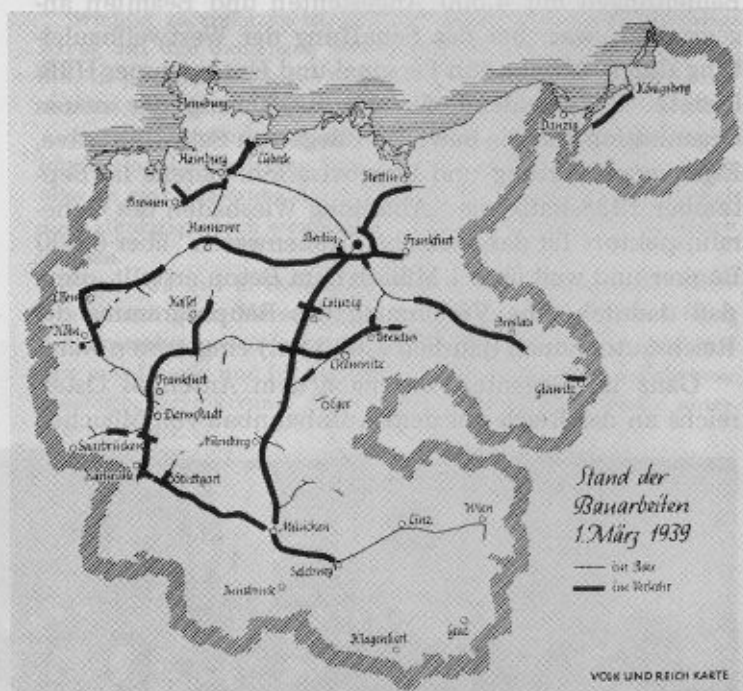 Flensburg
Königsberg
Danzig
Hamburg
Lübeck
Stettin
Bremen
Hannover
Berlin
Frankfurt
Köln
Kassel
Leipzig
Breslau
Dresden
Chemnitz
Gleiwitz
Frankfurt
Eger
Darmstadt
Nürnberg
Saarbrücken
Karlsruhe
Stuttgart
Stand der
Bauarbeiten
1. März 1939
im Bau
im Verkehr
München
Linz
Wien
Salzburg
Innsbruck
Klagenfurt
Graz
VOLK UND REICH KARTE